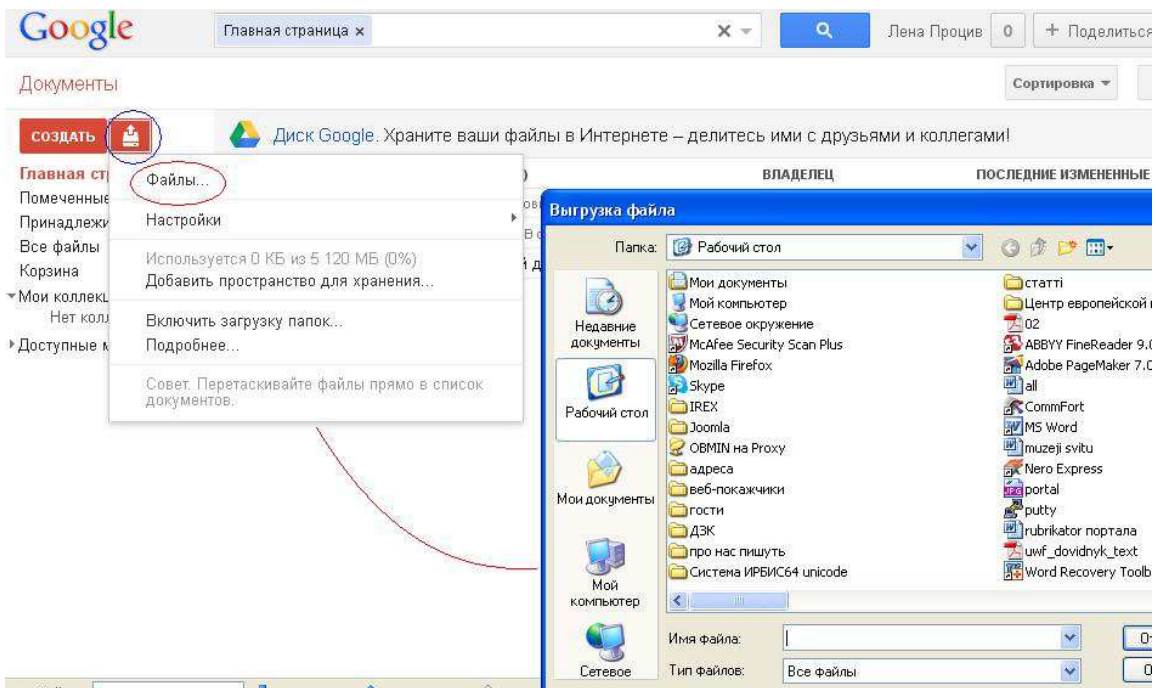 Google
Главная страница ×
Лена Процив
0
+ Поделиться
Документы
Сортировка
СОЗДАТЬ
Диск Google. Храните ваши файлы в Интернете – делитесь ими с друзьями и коллегами!
Главная
ВЛАДЕЛЕЦ
ПОСЛЕДНИЕ ИЗМЕНЕННЫЕ
Помеченные
Принадлежи
Все файлы
Корзина
Мои коллекц
Нет колл
Доступные
Файлы...
Настройки
Используется 0 КБ из 5 120 МБ (0%)
Добавить пространство для хранения...
Включить загрузку папок...
Подробнее...
Совет. Перетаскивайте файлы прямо в список
документов.
Выгрузка файла
Папка:
Рабочий стол
Недавние
документы
Рабочий стол
Мои документы
Мой
компьютер
Сетевое
Мои документы
Мой компьютер
Сетевое окружение
McAfee Security Scan Plus
Mozilla Firefox
Skype
IREX
Joomla
OBMIN на Proxy
адреса
веб-покажчики
гости
ДЗК
про нас пишуть
Система ИРБИС64 unicode
статті
Центр европейской
02
ABBYY FineReader 9.0
Adobe PageMaker 7.0
all
CommFort
MS Word
muzeji svitu
Nero Express
portal
putty
rubrikator портала
uwf_dovidnyk_text
Word Recovery Toolb
Имя файла:
Тип файлов:
Все файлы